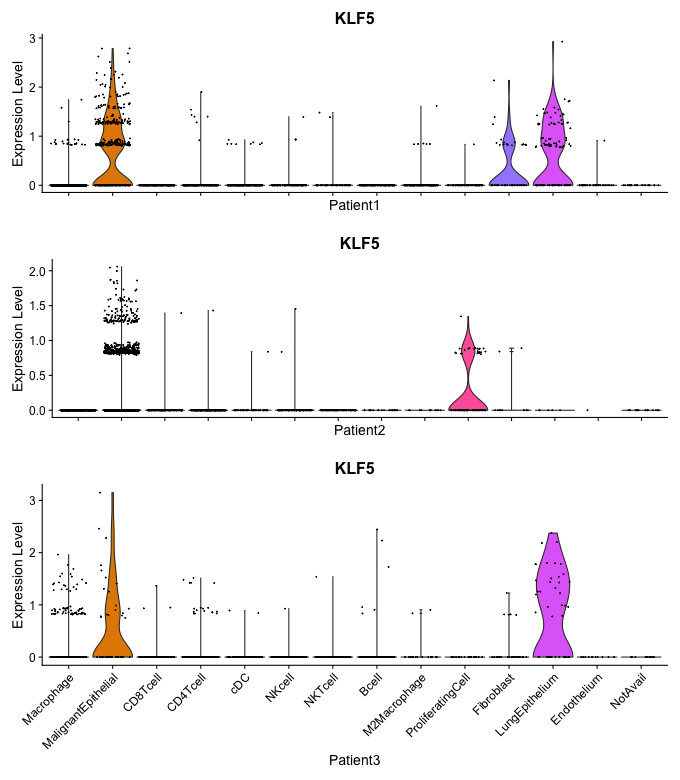 KLF5
Expression Level
3
2
1
0
Patient1
KLF5
Expression Level
2.0
1.5
1.0
0.5
0.0
Patient2
KLF5
Expression Level
3
2
1
0
Macrophage
MalignantEpithelial
CD8Tcell
CD4Tcell
cDC
NKcell
NKTcell
Bcell
M2Macrophage
ProliferatingCell
Fibroblast
LungEpithelium
Endothelium
NotAvail
Patient3